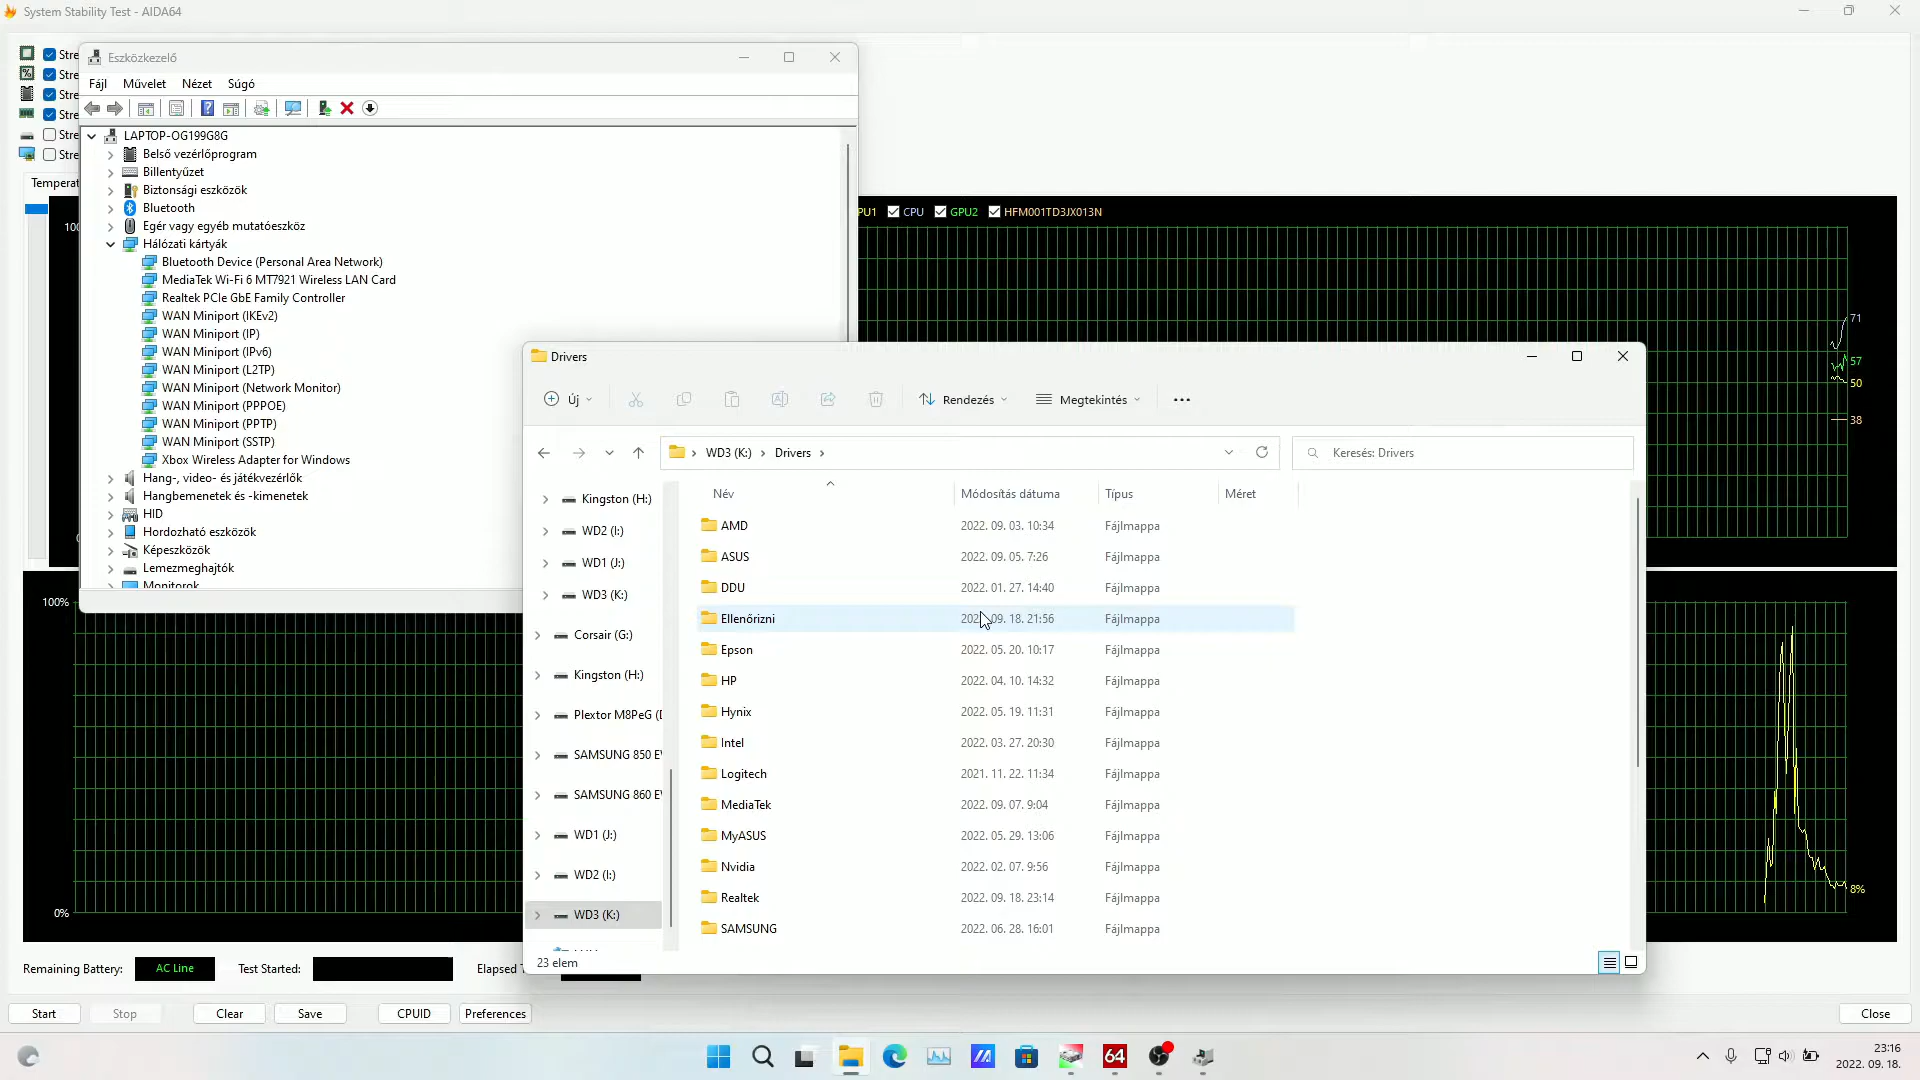 System Stability Test - AIDA64
Stre
Stre
Stre
Stre
Stre
Stre
Temperat
Eszközkezelő
Fájl Művelet Nézet Súgó
LAPTOP-OG199G8G
Belső vezérlőprogram
Billentyűzet
Biztonsági eszközök
Bluetooth
Egér vagy egyéb mutatóeszköz
Hálózati kártyák
Bluetooth Device (Personal Area Network)
MediaTek Wi-Fi 6 MT7921 Wireless LAN Card
Realtek PCIe GbE Family Controller
WAN Miniport (IKEv2)
WAN Miniport (IP)
WAN Miniport (IPv6)
WAN Miniport (L2TP)
WAN Miniport (Network Monitor)
WAN Miniport (PPPOE)
WAN Miniport (PPTP)
WAN Miniport (SSTP)
Xbox Wireless Adapter for Windows
Hang-, video- és játékvezérlők
Hangbemenetek és -kimenetek
HID
Hordozható eszközök
Képeszközök
Lemezmeghajtók
Monitorok
PU1 CPU GPU2 HFM001TD3JX013N
71
57
50
38
Drivers
Új Rendezés Megtekintés
WD3 (K:) Drivers
Keresés: Drivers
Kingston (H:)
WD2 (I:)
WD1 (J:)
WD3 (K:)
Corsair (G:)
Kingston (H:)
Plextor M8PeG (
SAMSUNG 850 E
SAMSUNG 860 E
WD1 (J:)
WD2 (I:)
WD3 (K:)
Név Módosítás dátuma Típus Méret
AMD 2022. 09. 03. 10:34 Fájlmappa
ASUS 2022. 09. 05. 7:26 Fájlmappa
DDU 2022. 01. 27. 14:40 Fájlmappa
Ellenőrizni 2022. 09. 18. 21:56 Fájlmappa
Epson 2022. 05. 20. 10:17 Fájlmappa
HP 2022. 04. 10. 14:32 Fájlmappa
Hynix 2022. 05. 19. 11:31 Fájlmappa
Intel 2022. 03. 27. 20:30 Fájlmappa
Logitech 2021. 11. 22. 11:34 Fájlmappa
MediaTek 2022. 09. 07. 9:04 Fájlmappa
MyASUS 2022. 05. 29. 13:06 Fájlmappa
Nvidia 2022. 02. 07. 9:56 Fájlmappa
Realtek 2022. 09. 18. 23:14 Fájlmappa
SAMSUNG 2022. 06. 28. 16:01 Fájlmappa
23 elem
100%
0%
8%
Remaining Battery: AC Line Test Started: Elapsed T
Start Stop Clear Save CPUID Preferences Close
64
23:16
2022. 09. 18.